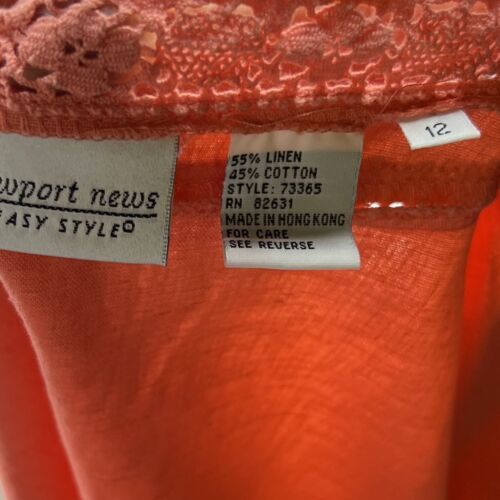 wport news
EASY STYLE©
55% LINEN
45% COTTON
STYLE: 73365
RN 82631
MADE IN HONG KONG
FOR CARE
SEE REVERSE
12